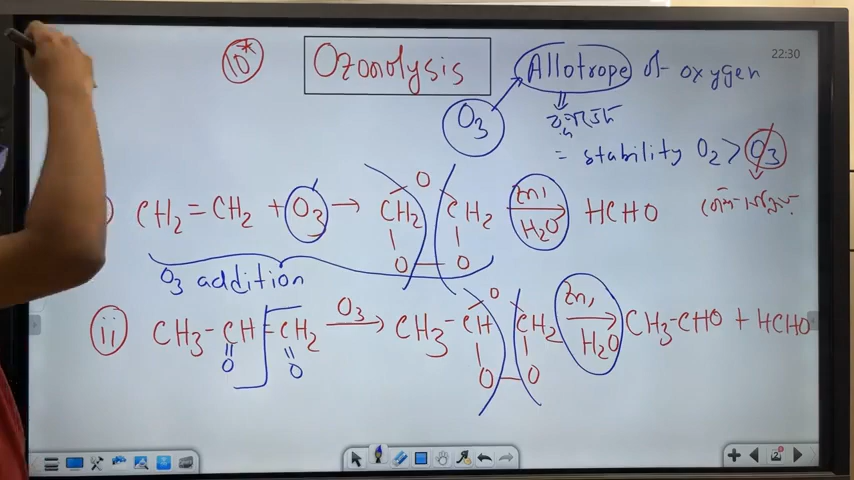 10* Ozonolysis
22:30
Allotrope of oxygen
O3
= stability O2 > O3
CH2 = CH2 + O3 → CH2 O CH2 O — O Zn, H2O → HCHO
O3 addition
ii CH3 - CH = CH2 O3 → CH3 - CH O CH2 O — O Zn, H2O → CH3 - CHO + HCHO
O O
2